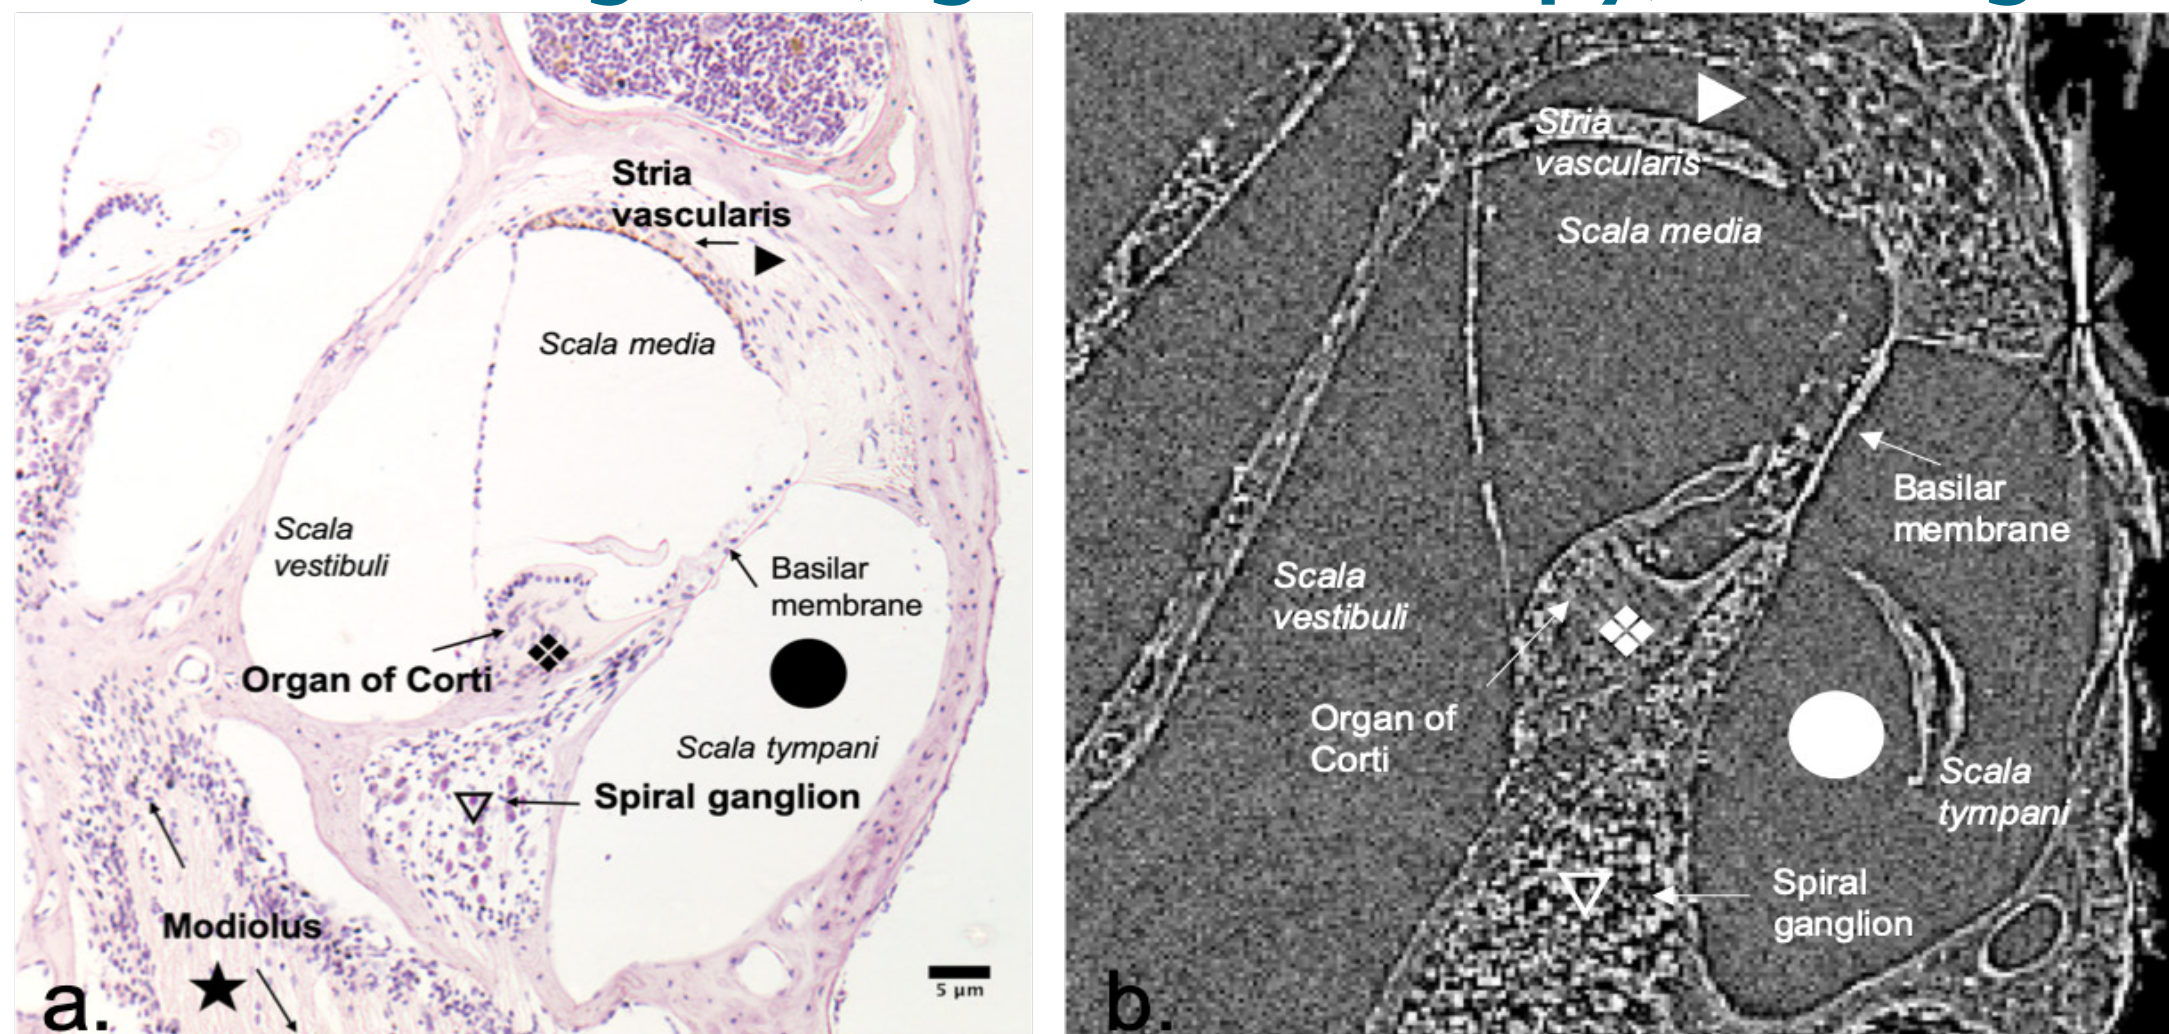 Stria
vascularis
Scala media
Scala
vestibuli
Basilar
membrane
Organ of Corti
Scala tympani
Spiral ganglion
Modiolus
5 µm
a.
Stria
vascularis
Scala media
Basilar
membrane
Scala
vestibuli
Organ of
Corti
Scala
tympani
Spiral
ganglion
b.